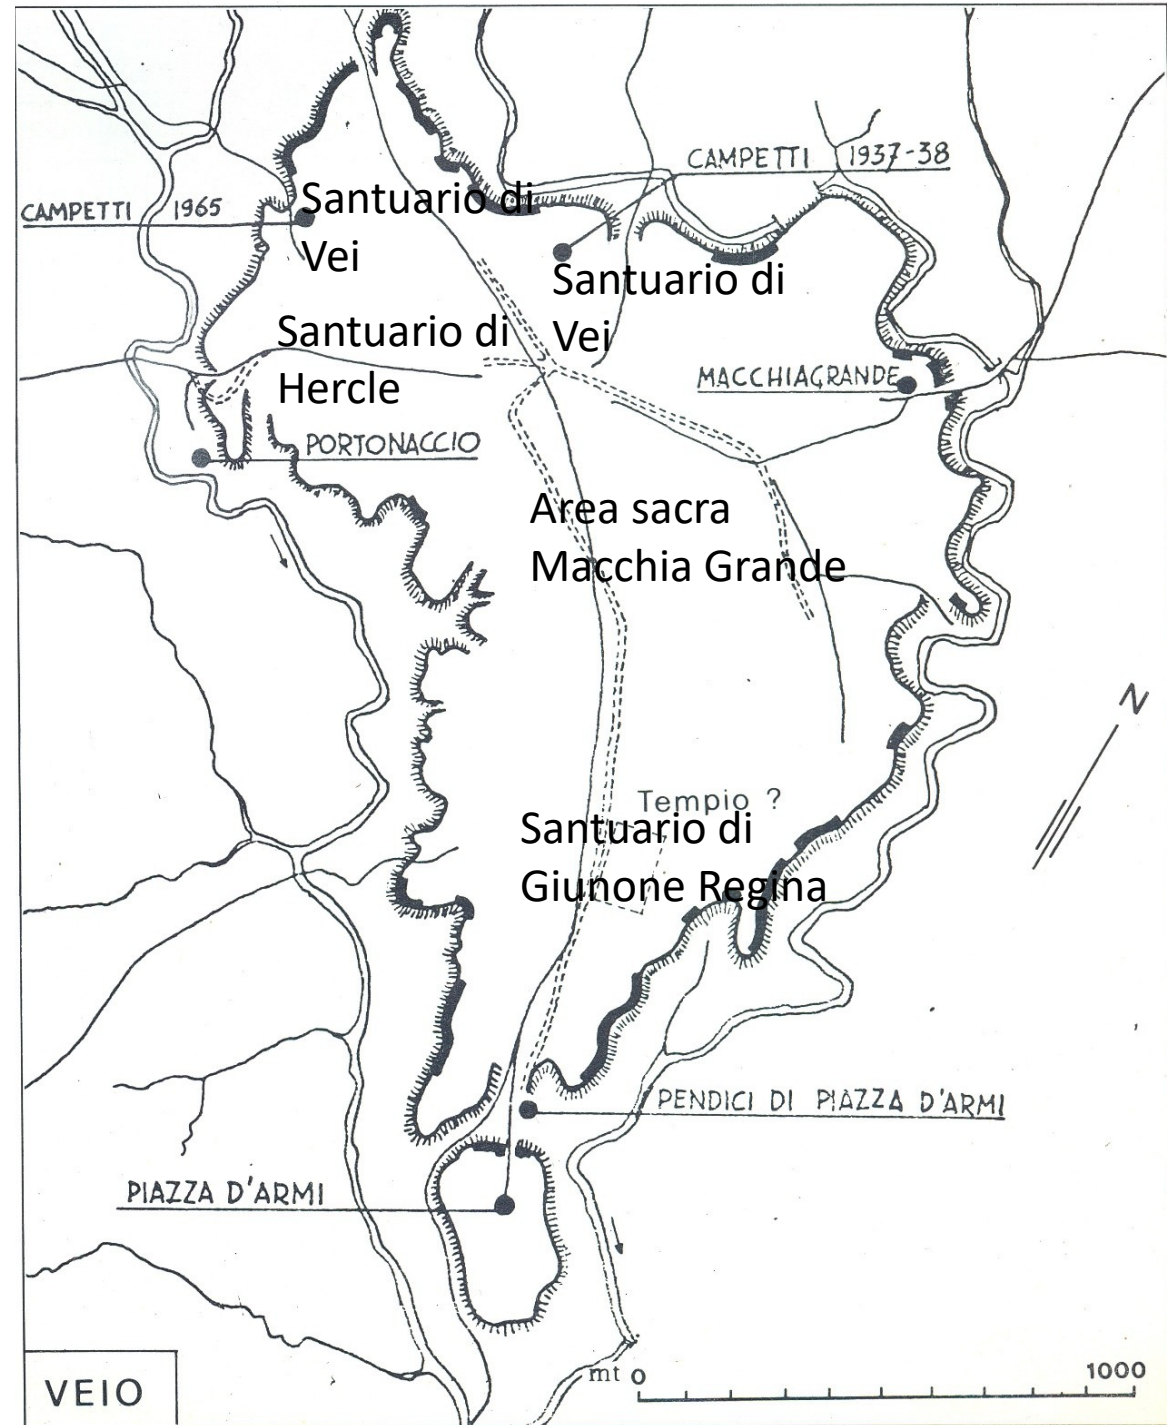 CAMPETTI 1937-38
CAMPETTI 1965
Santuario di
Vei
Santuario di
Vei
Santuario di
Hercle
MACCHIAGRANDE
PORTONACCIO
Area sacra
Macchia Grande
N
Tempio ?
Santuario di
Giunone Regina
PENDICI DI PIAZZA D'ARMI
PIAZZA D'ARMI
mt 0 1000
VEIO